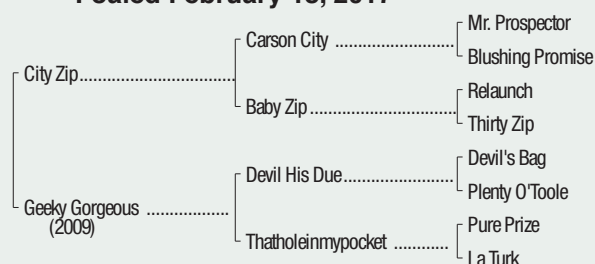 Foaled February 18, 2017
Mr. Prospector
Carson City ........................
Blushing Promise
City Zip................................
Relaunch
Baby Zip .............................
Thirty Zip
Devil's Bag
Devil His Due......................
Plenty O'Toole
Geeky Gorgeous .................
(2009)
Pure Prize
Thatholeinmypocket ...........
La Turk